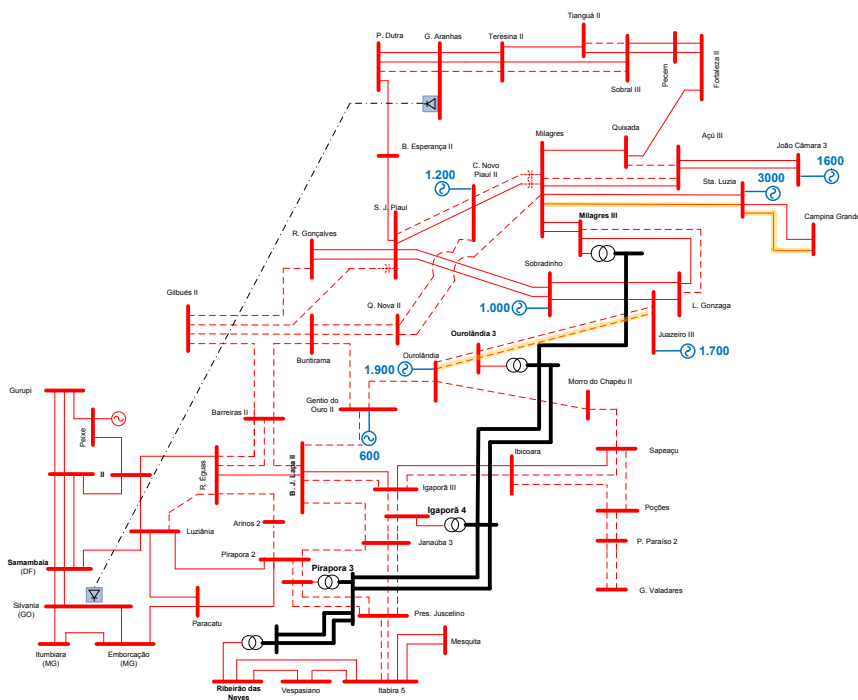 Tianguá II
P. Dutra
G. Aranhas
Teresina II
Pecém
Fortaleza II
Sobral III
Quixada
Milagres
Açú III
João Câmara 3
B. Esperança II
C. Novo
Piauí II
1.200
1600
3000
Sta. Luzia
S. J. Piauí
Milagres III
Campina Grande
R. Gonçalves
Sobradinho
Gilbués II
Q. Nova II
1.000
L. Gonzaga
Buritirama
Ourolândia 3
Juazeiro III
Ourolândia
1.900
1.700
Gurupi
Morro do Chapéu II
Peixe
Barreiras II
Gentio do
Ouro II
600
Ibicoara
Sapeaçu
II
R. Éguas
B. J. Lapa II
Igaporã III
Igaporã 4
Poções
Arinos 2
Luziânia
Janaúba 3
P. Paraíso 2
Pirapora 2
Samambaia
(DF)
Pirapora 3
G. Valadares
Silvania
(GO)
Paracatu
Pres. Juscelino
Mesquita
Itumbiara
(MG)
Emborcação
(MG)
Ribeirão das
Neves
Vespasiano
Itabira 5